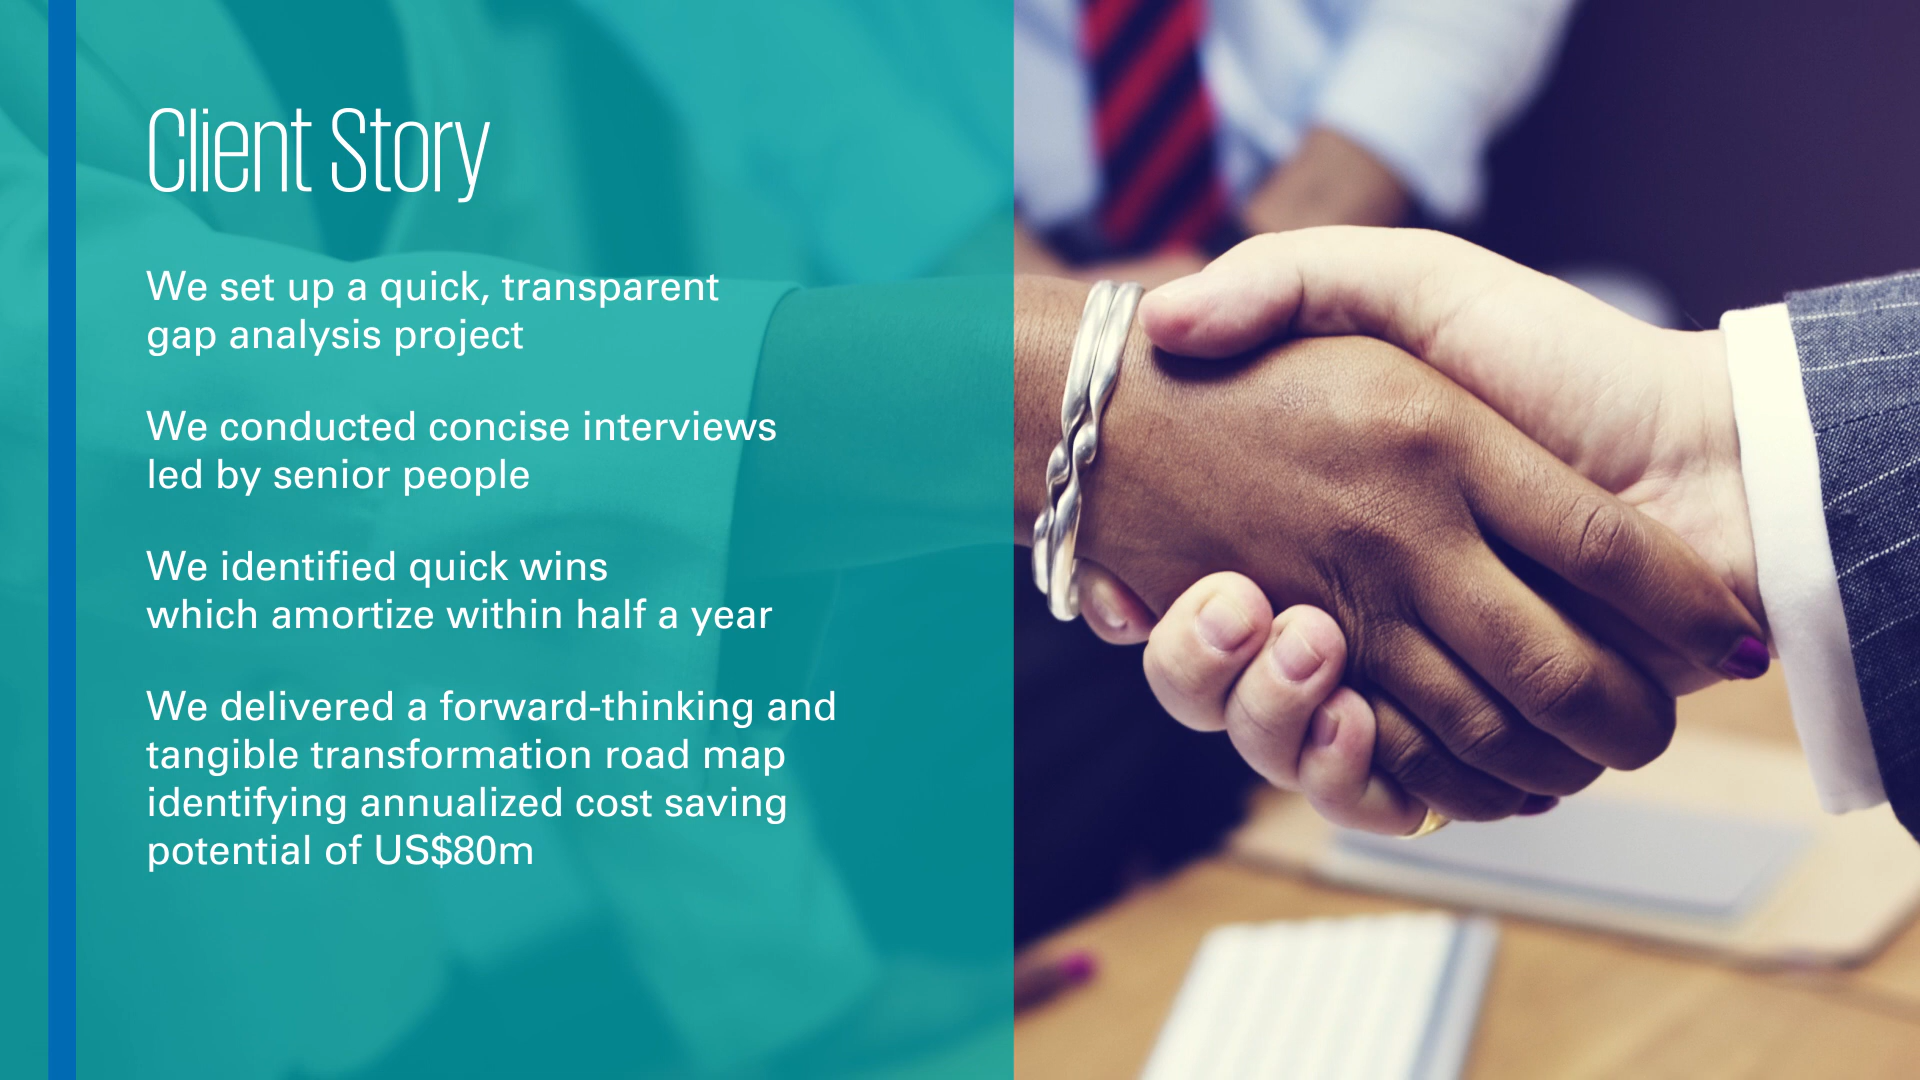 Client Story
We set up a quick, transparent
gap analysis project
We conducted concise interviews
led by senior people
We identified quick wins
which amortize within half a year
We delivered a forward-thinking and
tangible transformation road map
identifying annualized cost saving
potential of US$80m